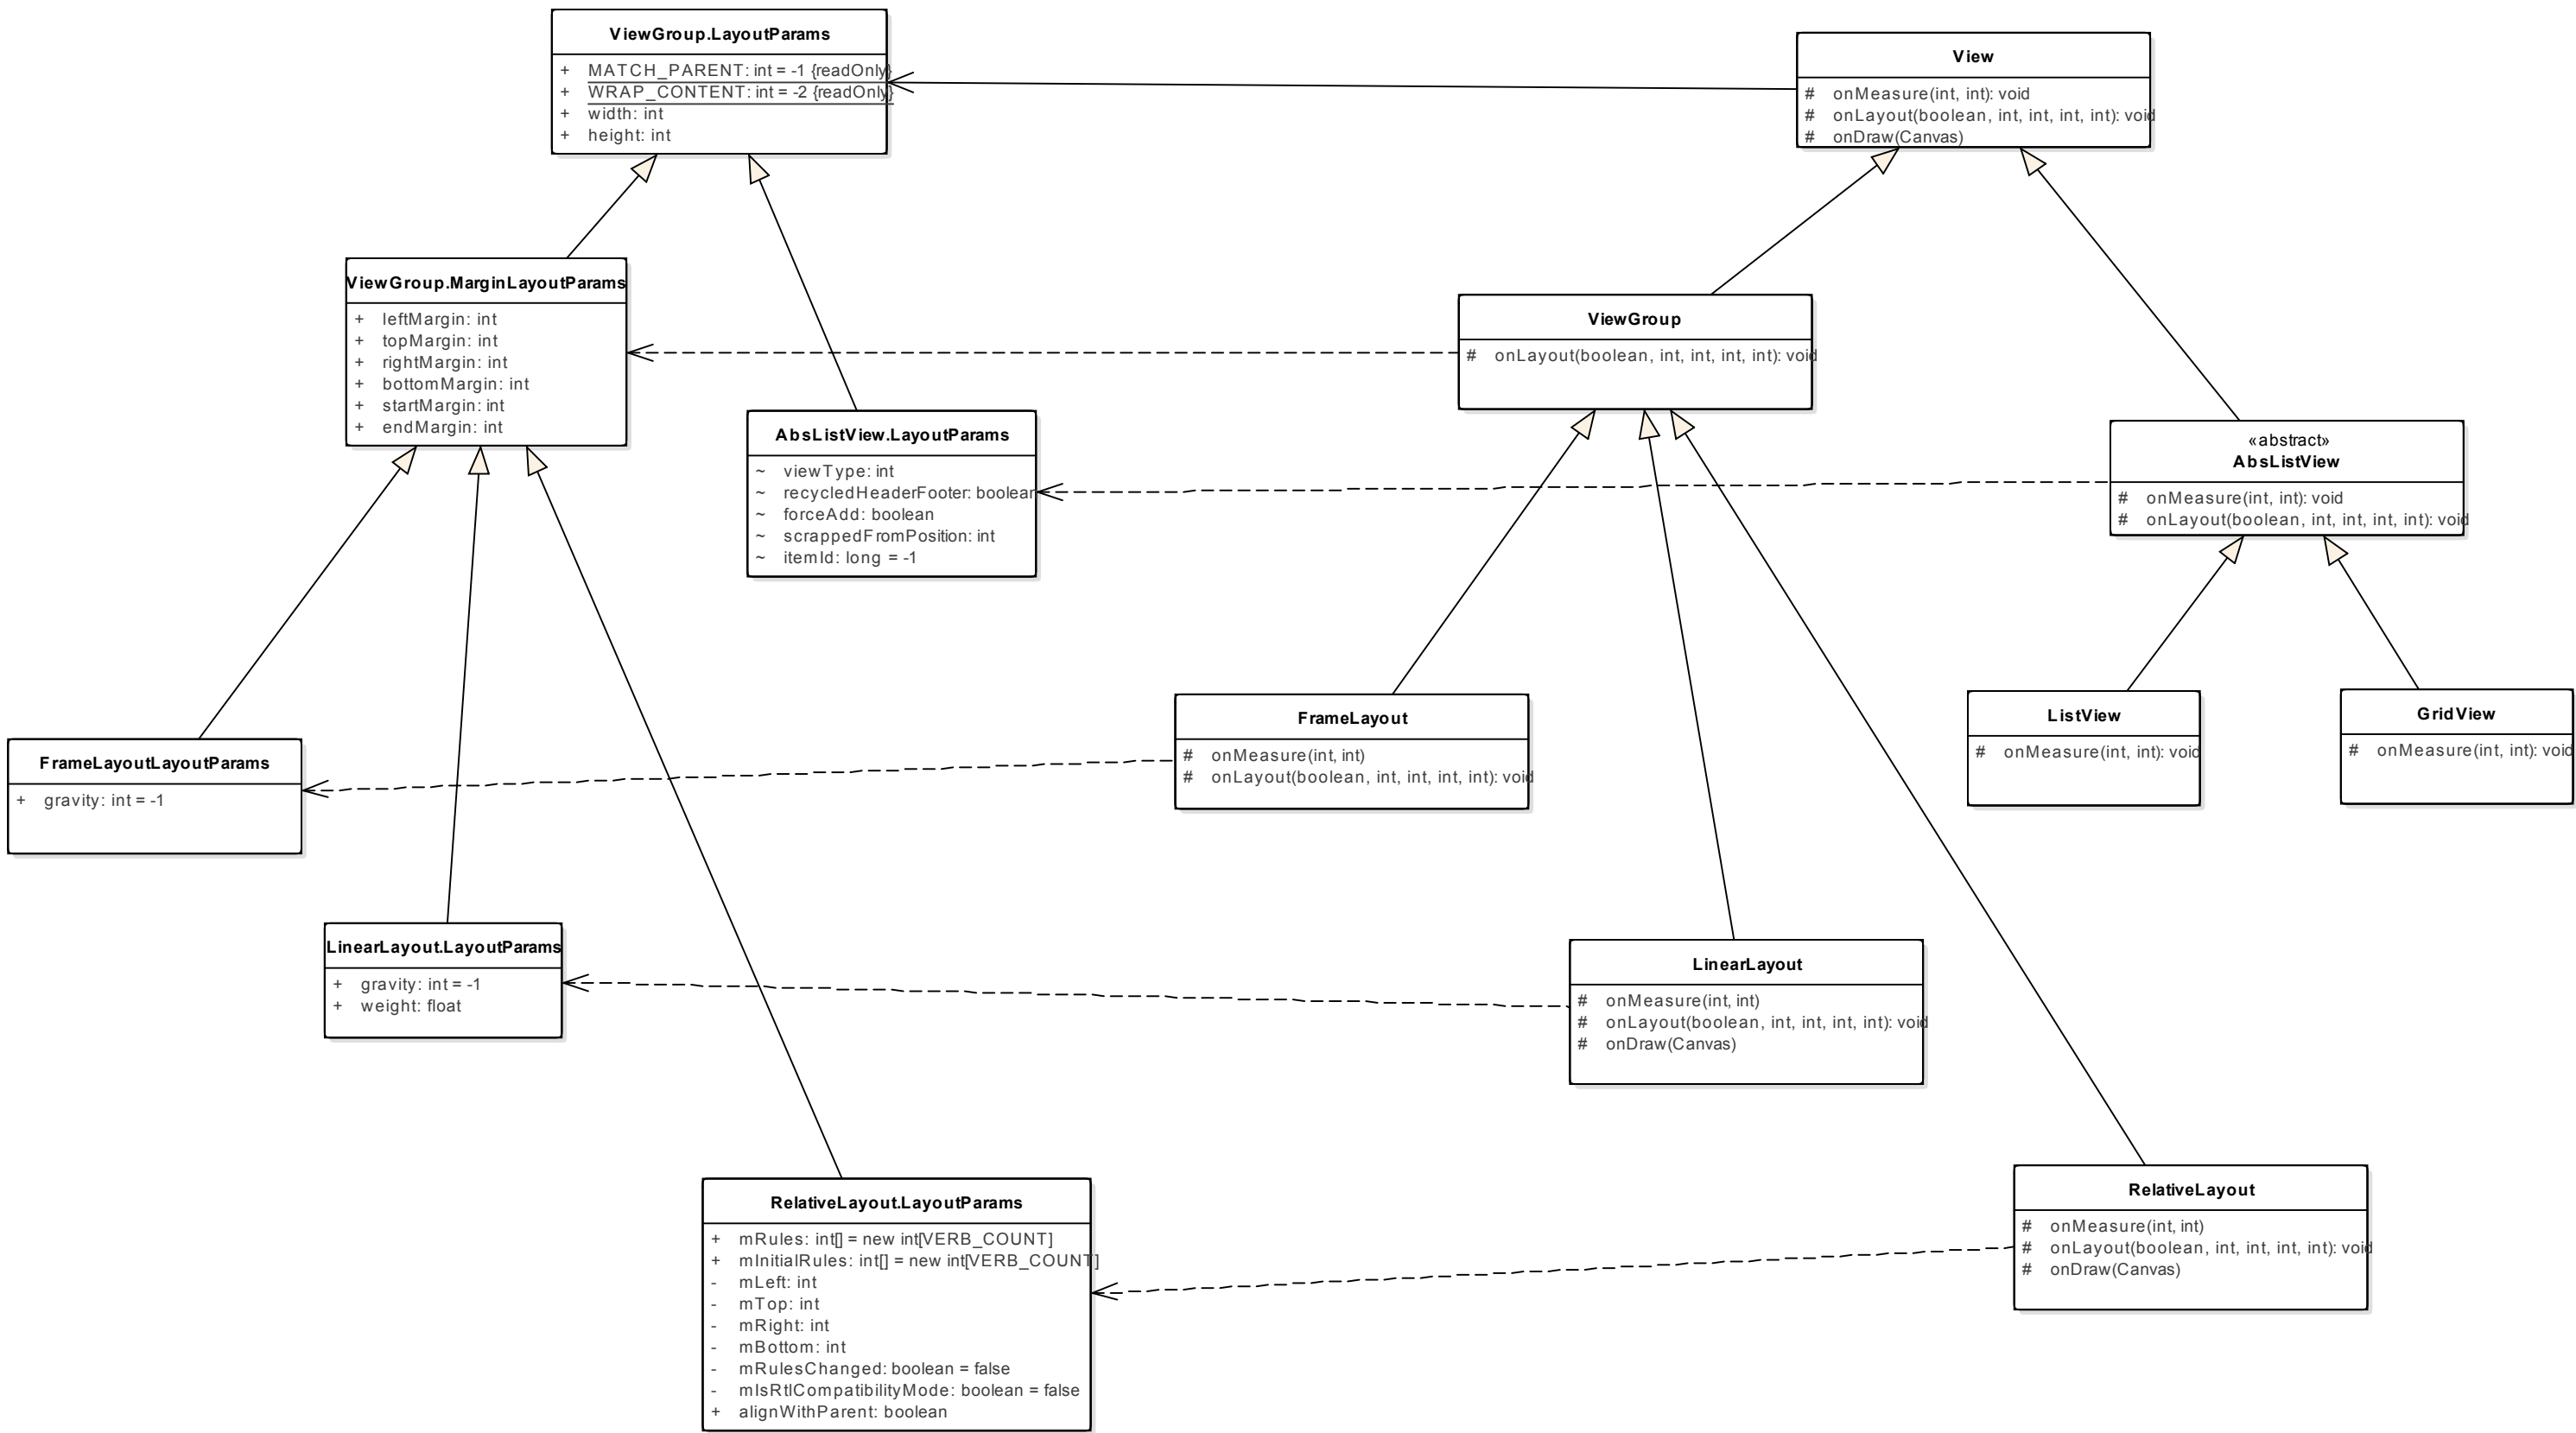 ViewGroup.LayoutParams
+ MATCH_PARENT: int = -1 {readOnly}
+ WRAP_CONTENT: int = -2 {readOnly}
+ width: int
+ height: int
View
# onMeasure(int, int): void
# onLayout(boolean, int, int, int, int): void
# onDraw(Canvas)
ViewGroup.MarginLayoutParams
+ leftMargin: int
+ topMargin: int
+ rightMargin: int
+ bottomMargin: int
+ startMargin: int
+ endMargin: int
ViewGroup
# onLayout(boolean, int, int, int, int): void
AbsListView.LayoutParams
~ viewType: int
~ recycledHeaderFooter: boolean
~ forceAdd: boolean
~ scrappedFromPosition: int
~ itemId: long = -1
«abstract»
AbsListView
# onMeasure(int, int): void
# onLayout(boolean, int, int, int, int): void
FrameLayoutLayoutParams
+ gravity: int = -1
FrameLayout
# onMeasure(int, int)
# onLayout(boolean, int, int, int, int): void
ListView
# onMeasure(int, int): void
GridView
# onMeasure(int, int): void
LinearLayout.LayoutParams
+ gravity: int = -1
+ weight: float
LinearLayout
# onMeasure(int, int)
# onLayout(boolean, int, int, int, int): void
# onDraw(Canvas)
RelativeLayout.LayoutParams
+ mRules: int[] = new int[VERB_COUNT]
+ mInitialRules: int[] = new int[VERB_COUNT]
- mLeft: int
- mTop: int
- mRight: int
- mBottom: int
- mRulesChanged: boolean = false
- mIsRtlCompatibilityMode: boolean = false
+ alignWithParent: boolean
RelativeLayout
# onMeasure(int, int)
# onLayout(boolean, int, int, int, int): void
# onDraw(Canvas)